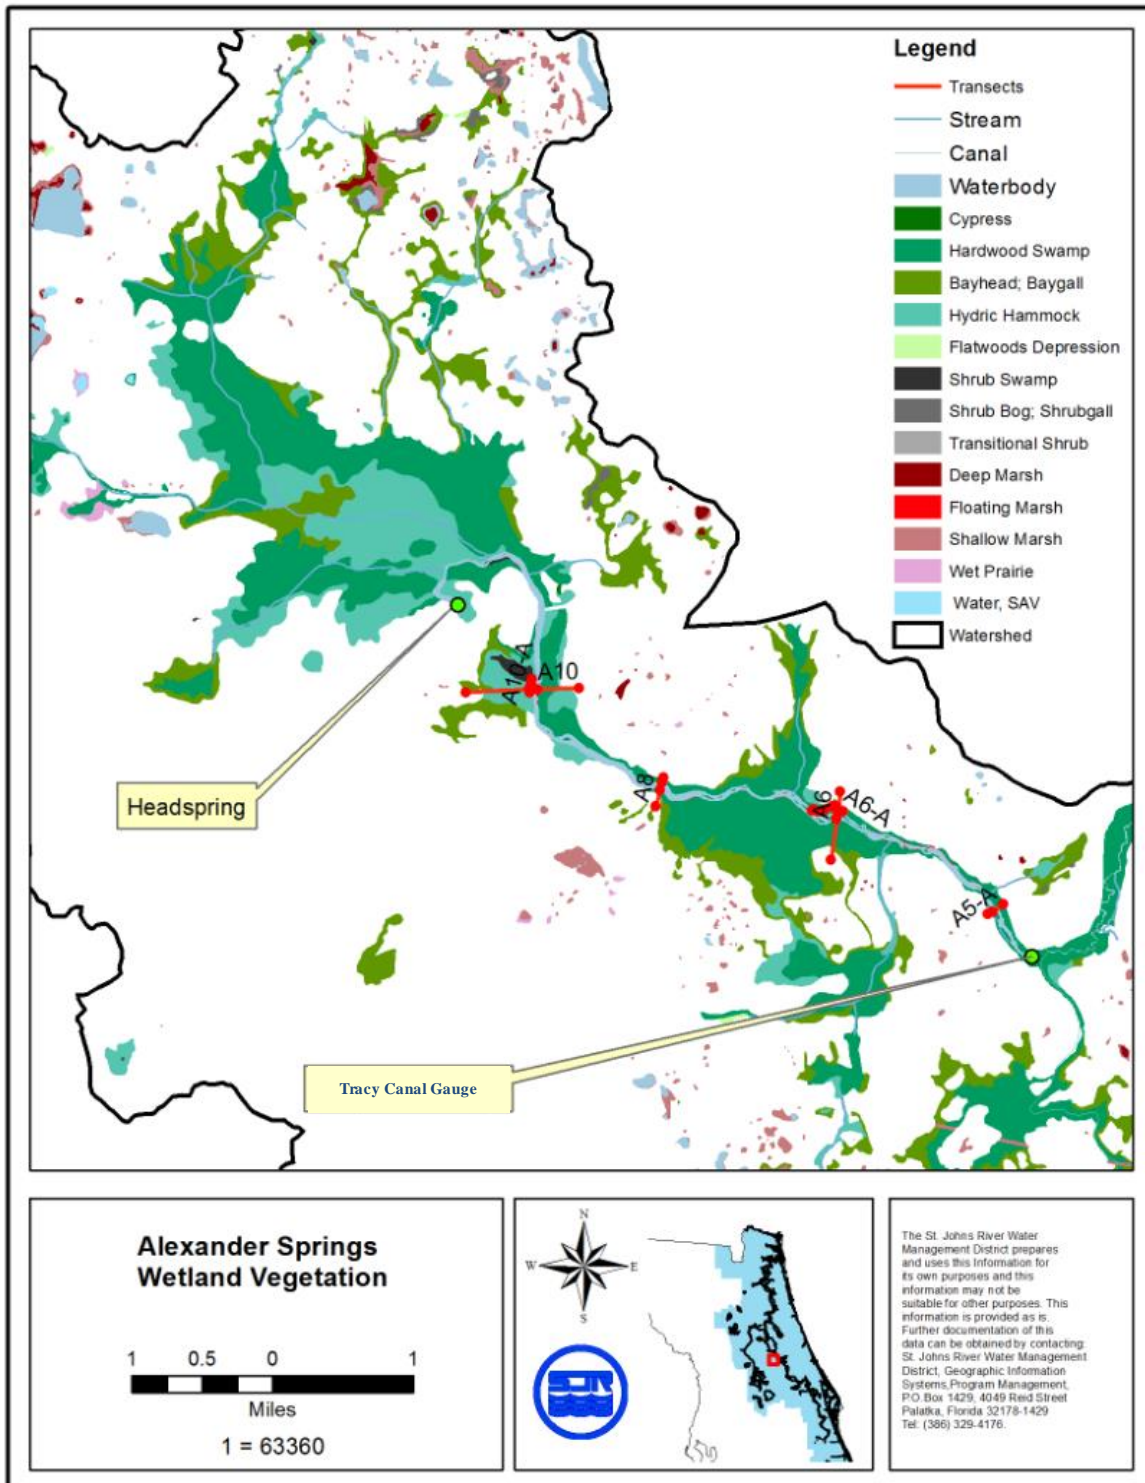 Legend
Transects
Stream
Canal
Waterbody
Cypress
Hardwood Swamp
Bayhead; Baygall
Hydric Hammock
Flatwoods Depression
Shrub Swamp
Shrub Bog; Shrubgall
Transitional Shrub
Deep Marsh
Floating Marsh
Shallow Marsh
Wet Prairie
Water, SAV
Watershed
A10-A
A10
Headspring
A8
A6
A6-A
A5-A
Tracy Canal Gauge
Alexander Springs
Wetland Vegetation
1 0.5 0 1
Miles
1 = 63360
N
W E
S
The St. Johns River Water
Management District prepares
and uses this Information for
its own purposes and this
information may not be
suitable for other purposes. This
information is provided as is.
Further documentation of this
data can be obtained by contacting:
St. Johns River Water Management
District, Geographic Information
Systems,Program Management,
P.O.Box 1429, 4049 Reid Street
Palatka, Florida 32178-1429
Tel: (386) 329-4176.